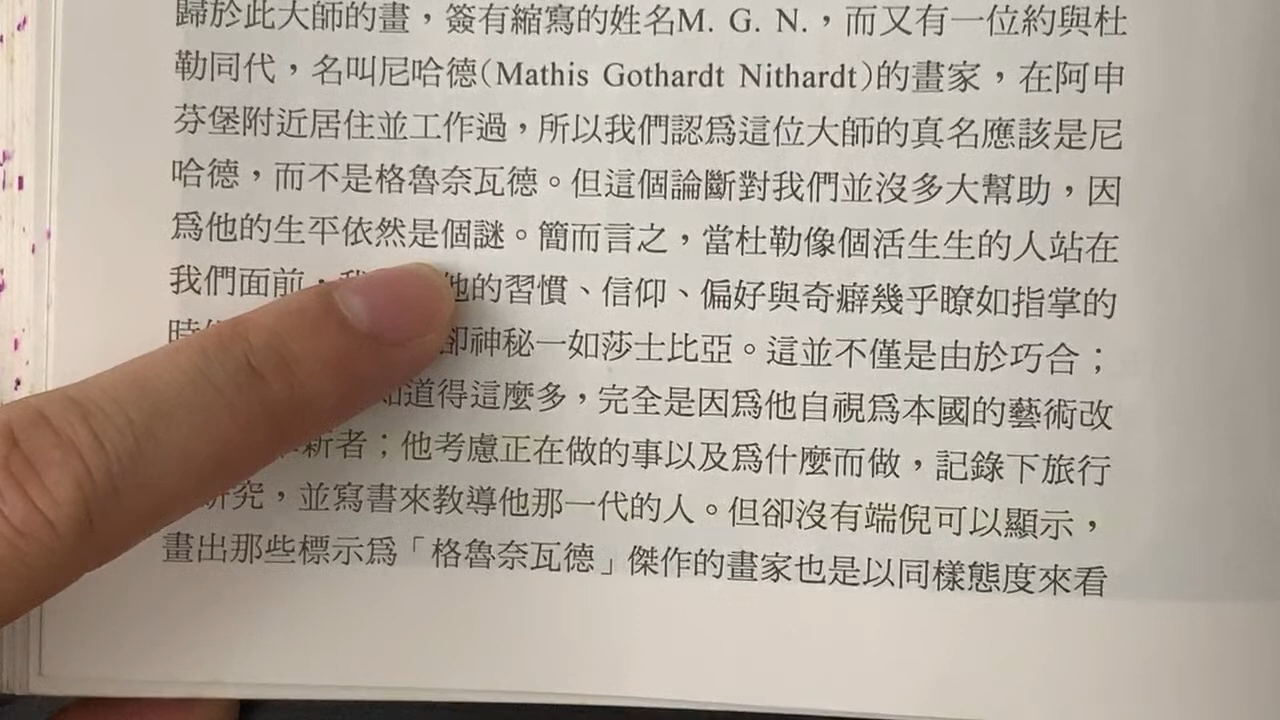 歸於此大師的畫，簽有縮寫的姓名M. G. N.，而又有一位約與杜
勒同代，名叫尼哈德(Mathis Gothardt Nithardt)的畫家，在阿申
芬堡附近居住並工作過，所以我們認爲這位大師的真名應該是尼
哈德，而不是格魯奈瓦德。但這個論斷對我們並沒多大幫助，因
爲他的生平依然是個謎。簡而言之，當杜勒像個活生生的人站在
我們面前，我他的習慣、信仰、偏好與奇癖幾乎瞭如指掌的
時卻神秘一如莎士比亞。這並不僅是由於巧合；
知道得這麼多，完全是因爲他自視爲本國的藝術改
新者；他考慮正在做的事以及爲什麼而做，記錄下旅行
研究，並寫書來教導他那一代的人。但卻沒有端倪可以顯示，
畫出那些標示爲「格魯奈瓦德」傑作的畫家也是以同樣態度來看